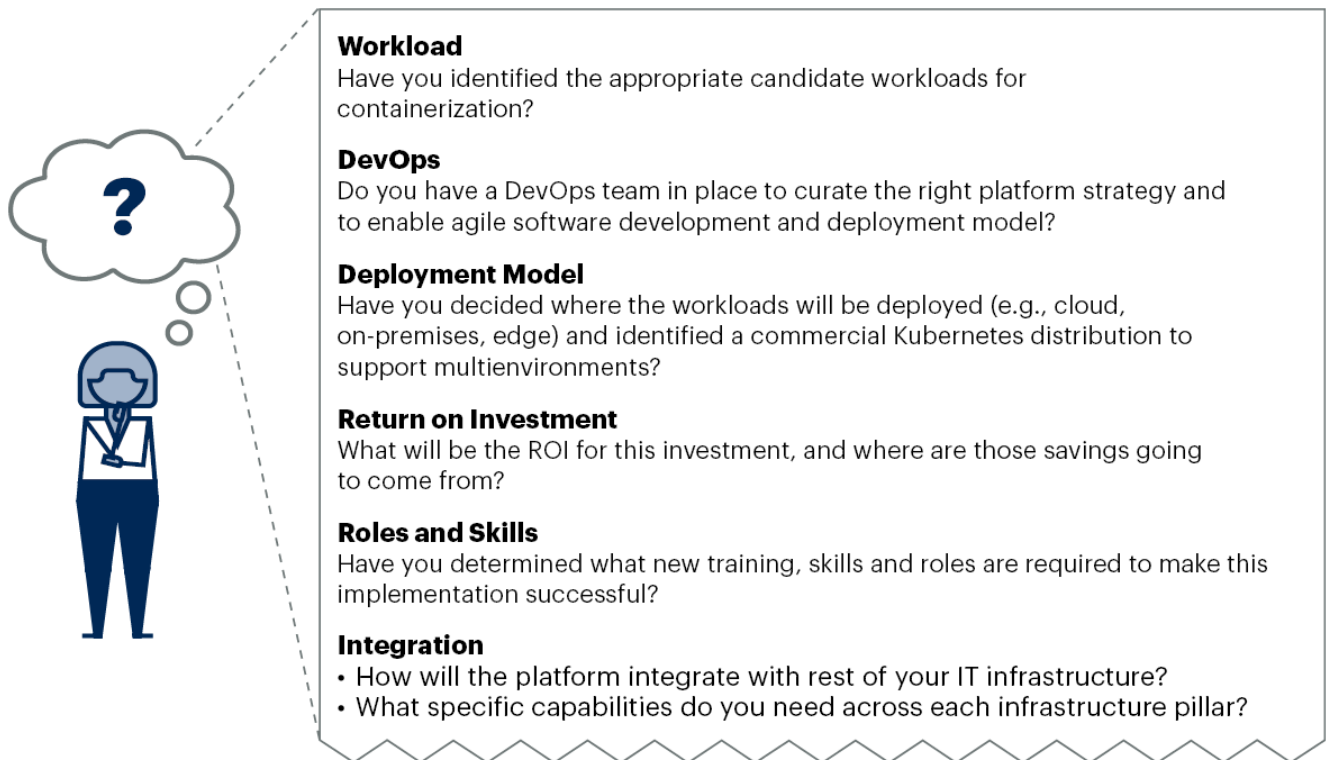 ?
Workload
Have you identified the appropriate candidate workloads for
containerization?
DevOps
Do you have a DevOps team in place to curate the right platform strategy and
to enable agile software development and deployment model?
Deployment Model
Have you decided where the workloads will be deployed (e.g., cloud,
on-premises, edge) and identified a commercial Kubernetes distribution to
support multienvironments?
Return on Investment
What will be the ROI for this investment, and where are those savings going
to come from?
Roles and Skills
Have you determined what new training, skills and roles are required to make this
implementation successful?
Integration
• How will the platform integrate with rest of your IT infrastructure?
• What specific capabilities do you need across each infrastructure pillar?